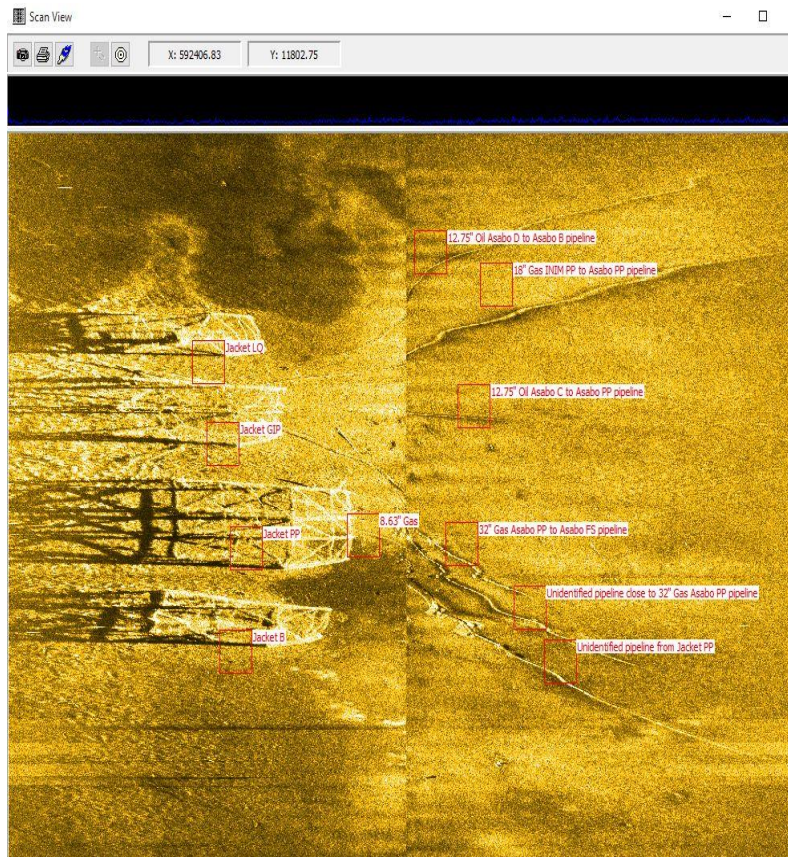 Scan View
X: 592406.83
Y: 11802.75
12.75" Oil Asabo D to Asabo B pipeline
18" Gas INIM PP to Asabo PP pipeline
Jacket LQ
12.75" Oil Asabo C to Asabo PP pipeline
Jacket GIP
8.63" Gas
32" Gas Asabo PP to Asabo FS pipeline
Jacket PP
Unidentified pipeline close to 32" Gas Asabo PP pipeline
Jacket B
Unidentified pipeline from Jacket PP